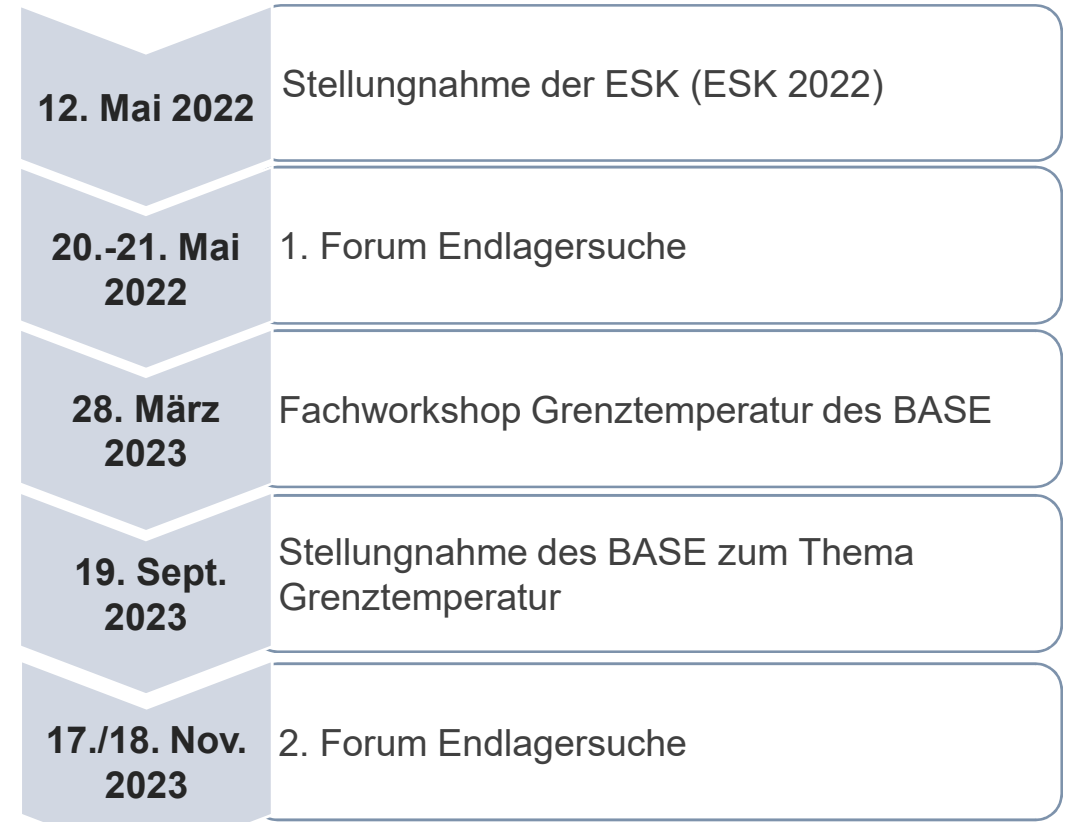 12. Mai 2022
Stellungnahme der ESK (ESK 2022)
20.-21. Mai
2022
1. Forum Endlagersuche
28. März
2023
Fachworkshop Grenztemperatur des BASE
19. Sept.
2023
Stellungnahme des BASE zum Thema
Grenztemperatur
17./18. Nov.
2023
2. Forum Endlagersuche